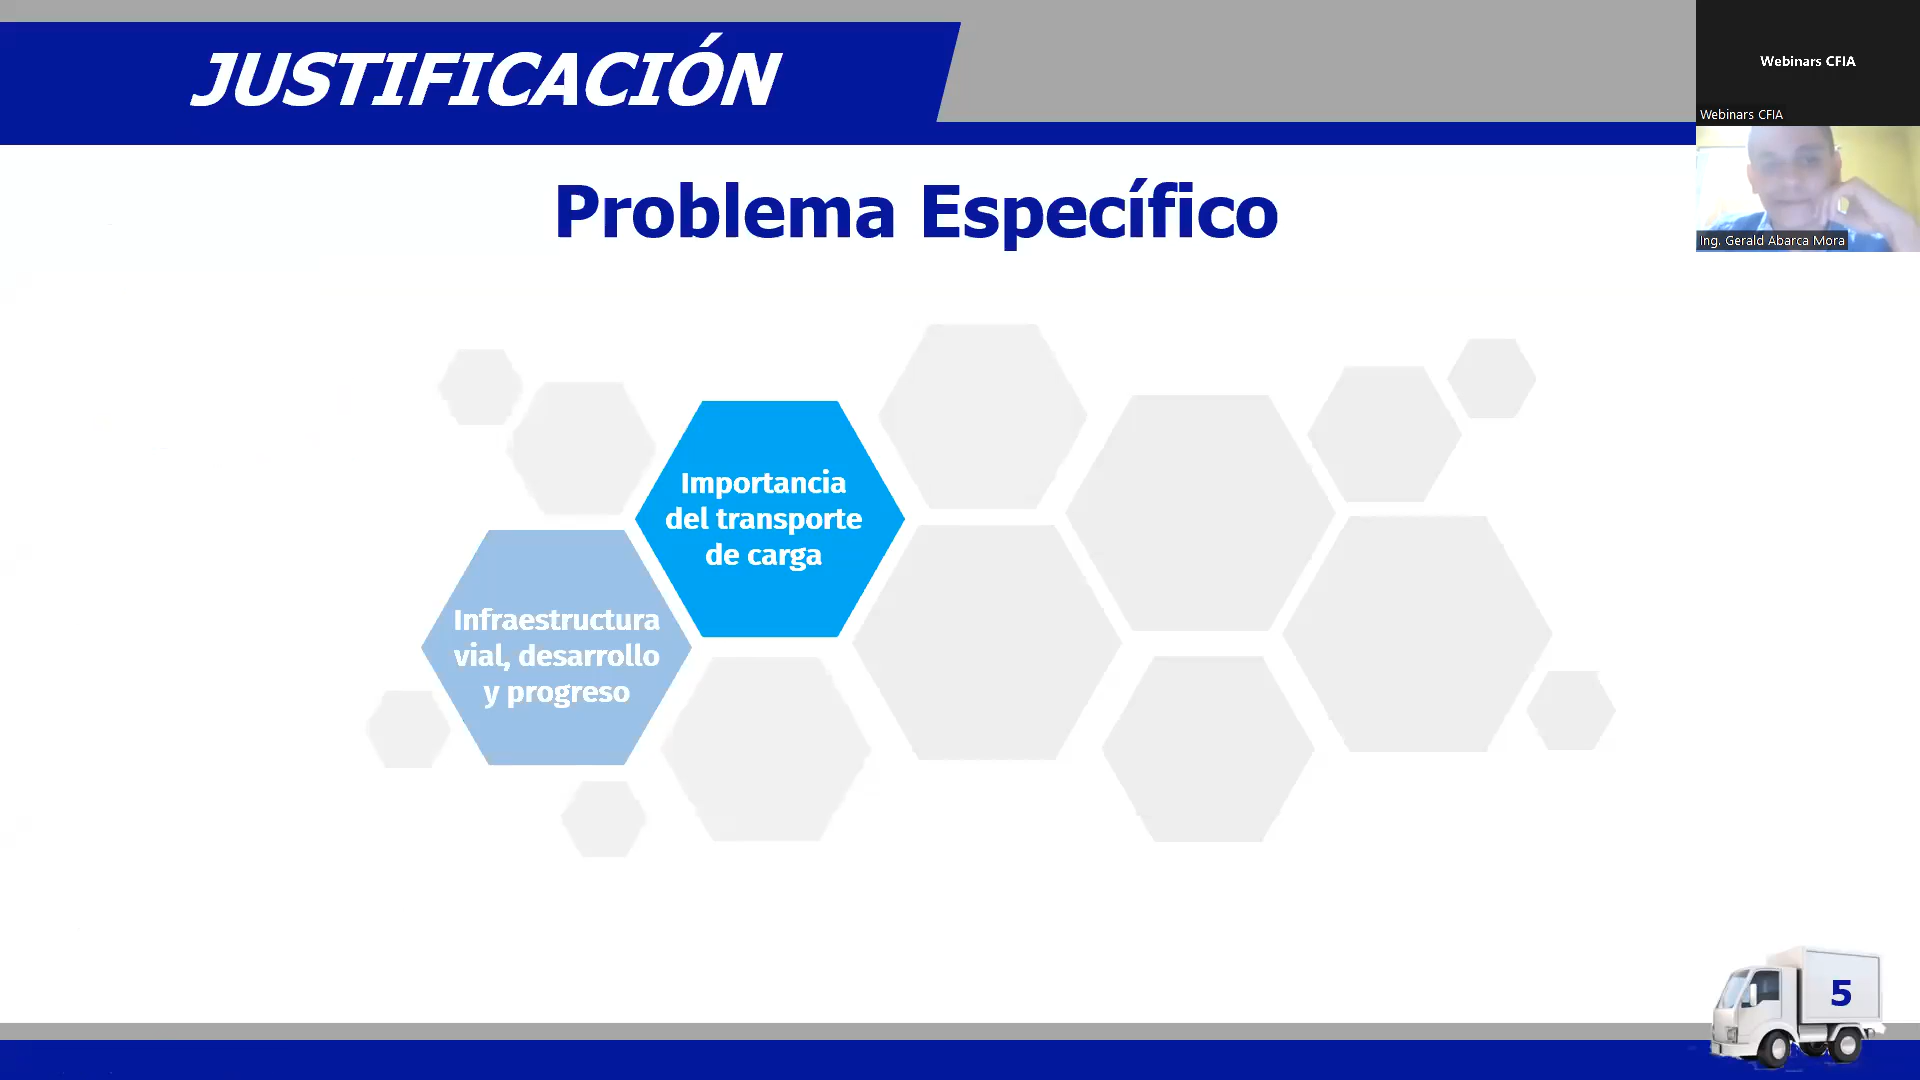 JUSTIFICACIÓN
Webinars CFIA
Webinars CFIA
Ing. Gerald Abarca Mora
Problema Específico
Importancia
del transporte
de carga
Infraestructura
vial, desarrollo
y progreso
5